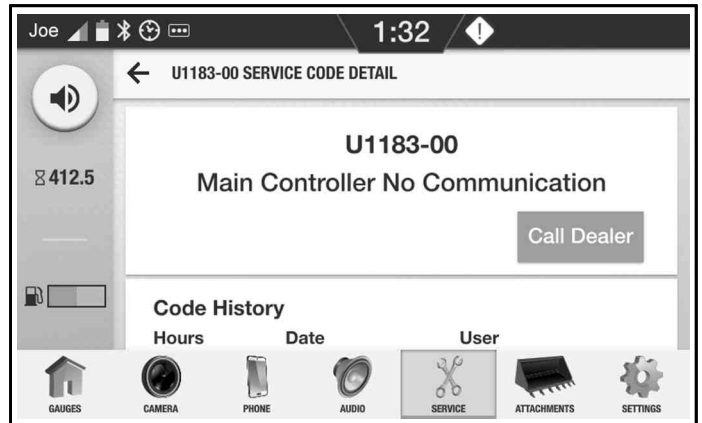 Joe 1:32
U1183-00 SERVICE CODE DETAIL
412.5
U1183-00
Main Controller No Communication
Call Dealer
Code History
Hours Date User
GAUGES CAMERA PHONE AUDIO SERVICE ATTACHMENTS SETTINGS